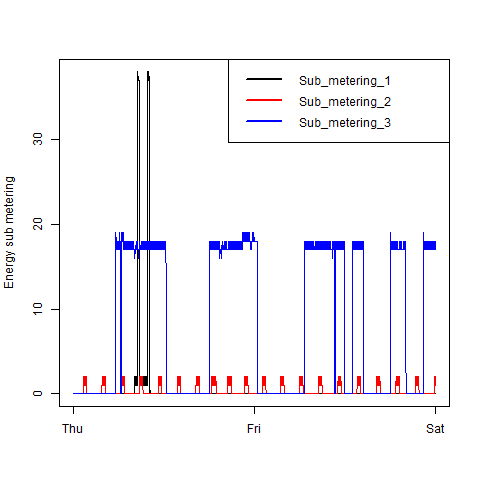 Sub_metering_1
Sub_metering_2
Sub_metering_3
Energy sub metering
30
20
10
0
Thu Fri Sat